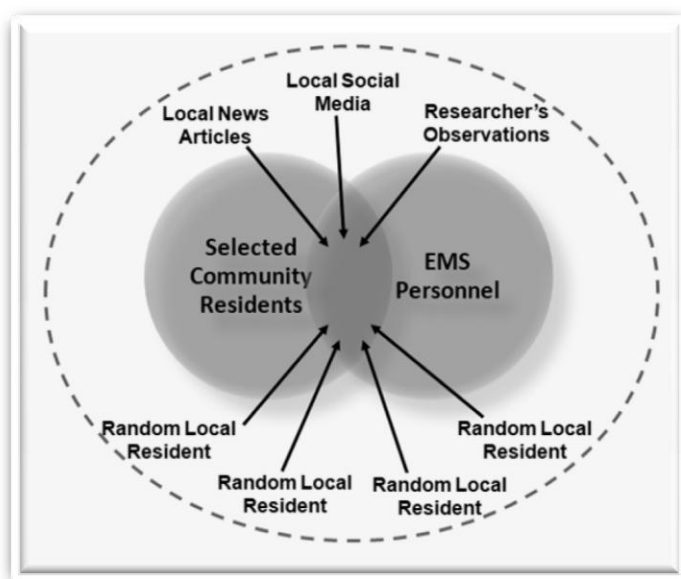 Local Social
Media
Local News
Articles
Researcher's
Observations
Selected
Community
Residents
EMS
Personnel
Random Local
Resident
Random Local
Resident
Random Local
Resident
Random Local
Resident